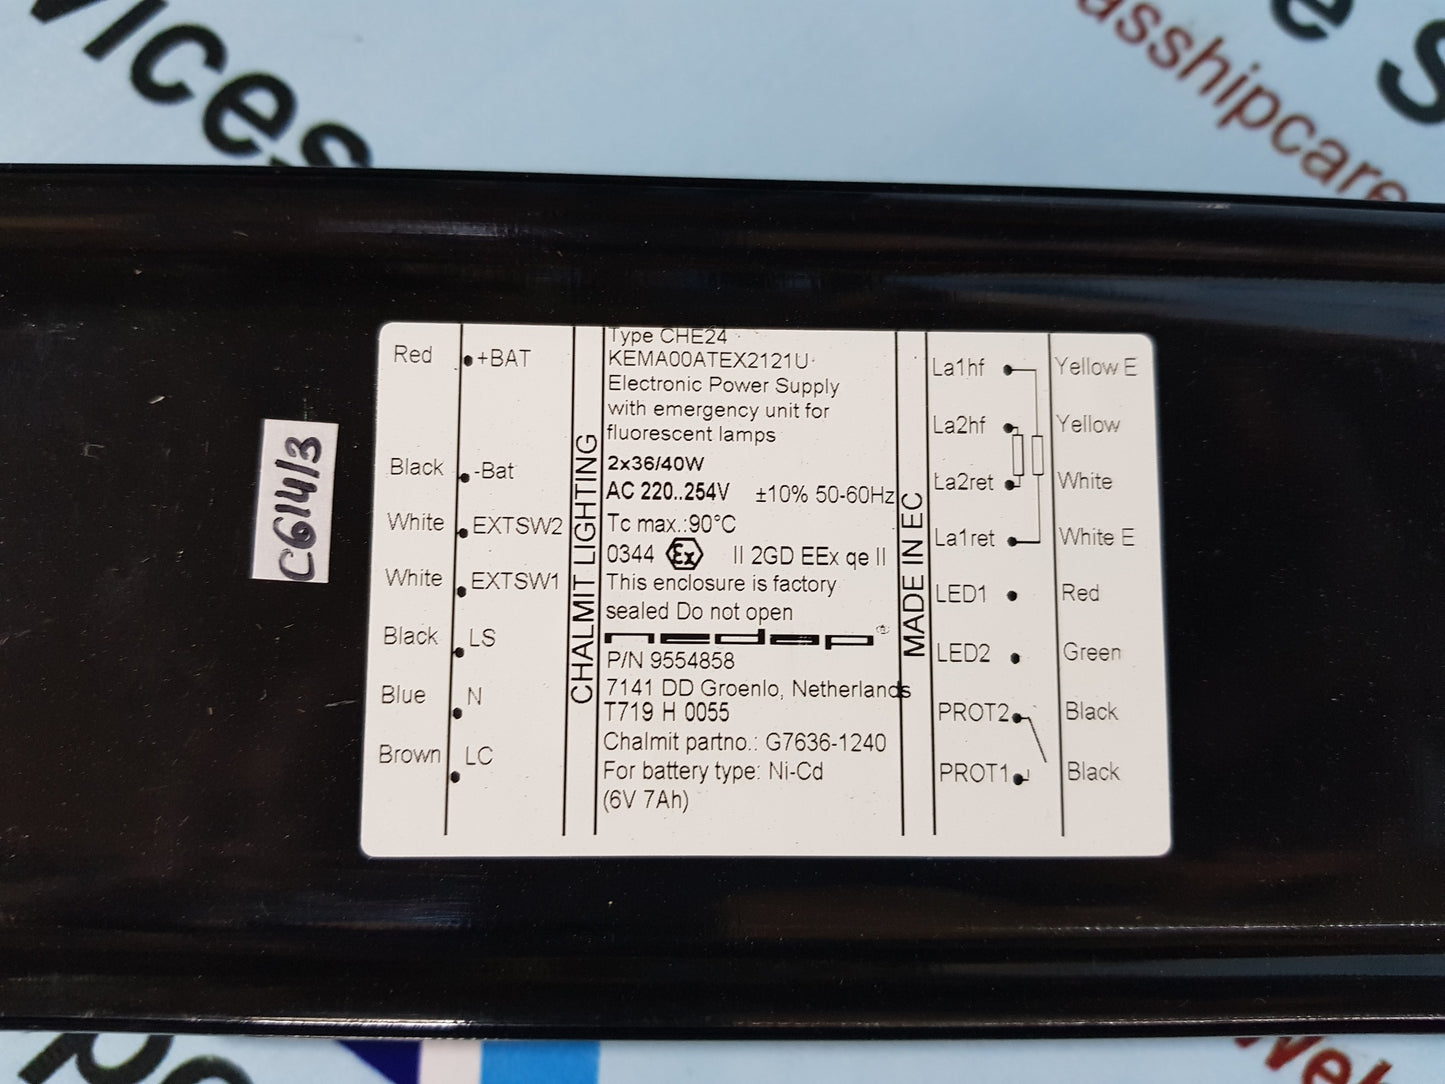 vices
e S
asshipcare
C614/3
Red +BAT
Black -Bat
White EXTSW2
White EXTSW1
Black LS
Blue N
Brown LC
CHALMIT LIGHTING
Type CHE24
KEMA00ATEX2121U
Electronic Power Supply
with emergency unit for
fluorescent lamps
2x36/40W
AC 220..254V ±10% 50-60Hz
Tc max.:90°C
0344 Ex II 2GD EEx qe II
This enclosure is factory
sealed Do not open
nedap®
P/N 9554858
7141 DD Groenlo, Netherlands
T719 H 0055
Chalmit partno.: G7636-1240
For battery type: Ni-Cd
(6V 7Ah)
MADE IN EC
La1hf Yellow E
La2hf Yellow
La2ret White
La1ret White E
LED1 Red
LED2 Green
PROT2 Black
PROT1 Black